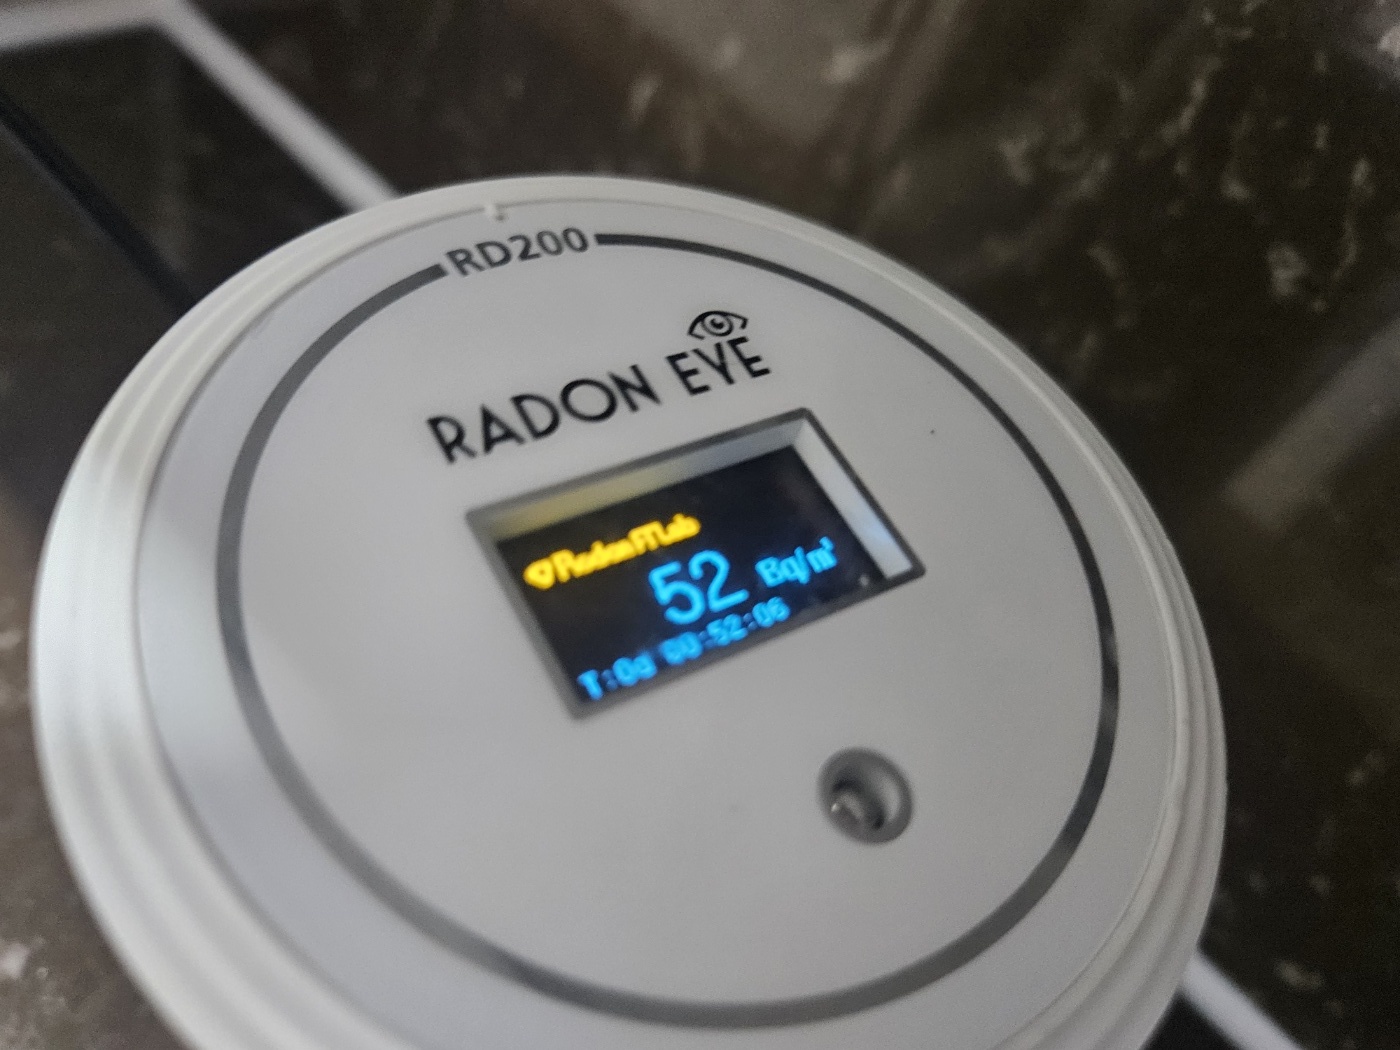 RD200
RADON EYE
RadonFTLab
52 Bq/m³
T:0d 00:52:06